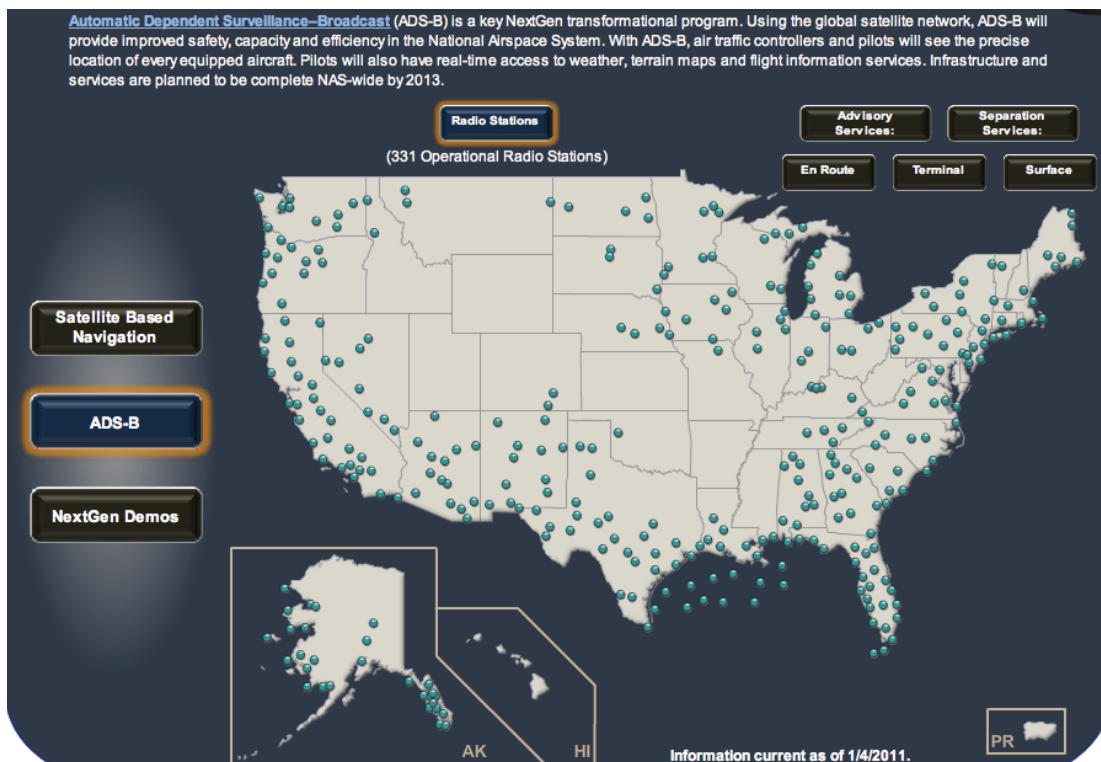 Automatic Dependent Surveillance–Broadcast (ADS-B) is a key NextGen transformational program. Using the global satellite network, ADS-B will
provide improved safety, capacity and efficiency in the National Airspace System. With ADS-B, air traffic controllers and pilots will see the precise
location of every equipped aircraft. Pilots will also have real-time access to weather, terrain maps and flight information services. Infrastructure and
services are planned to be complete NAS-wide by 2013.
Radio Stations
(331 Operational Radio Stations)
Advisory
Services:
Separation
Services:
En Route
Terminal
Surface
Satellite Based
Navigation
ADS-B
NextGen Demos
AK
HI
PR
Information current as of 1/4/2011.